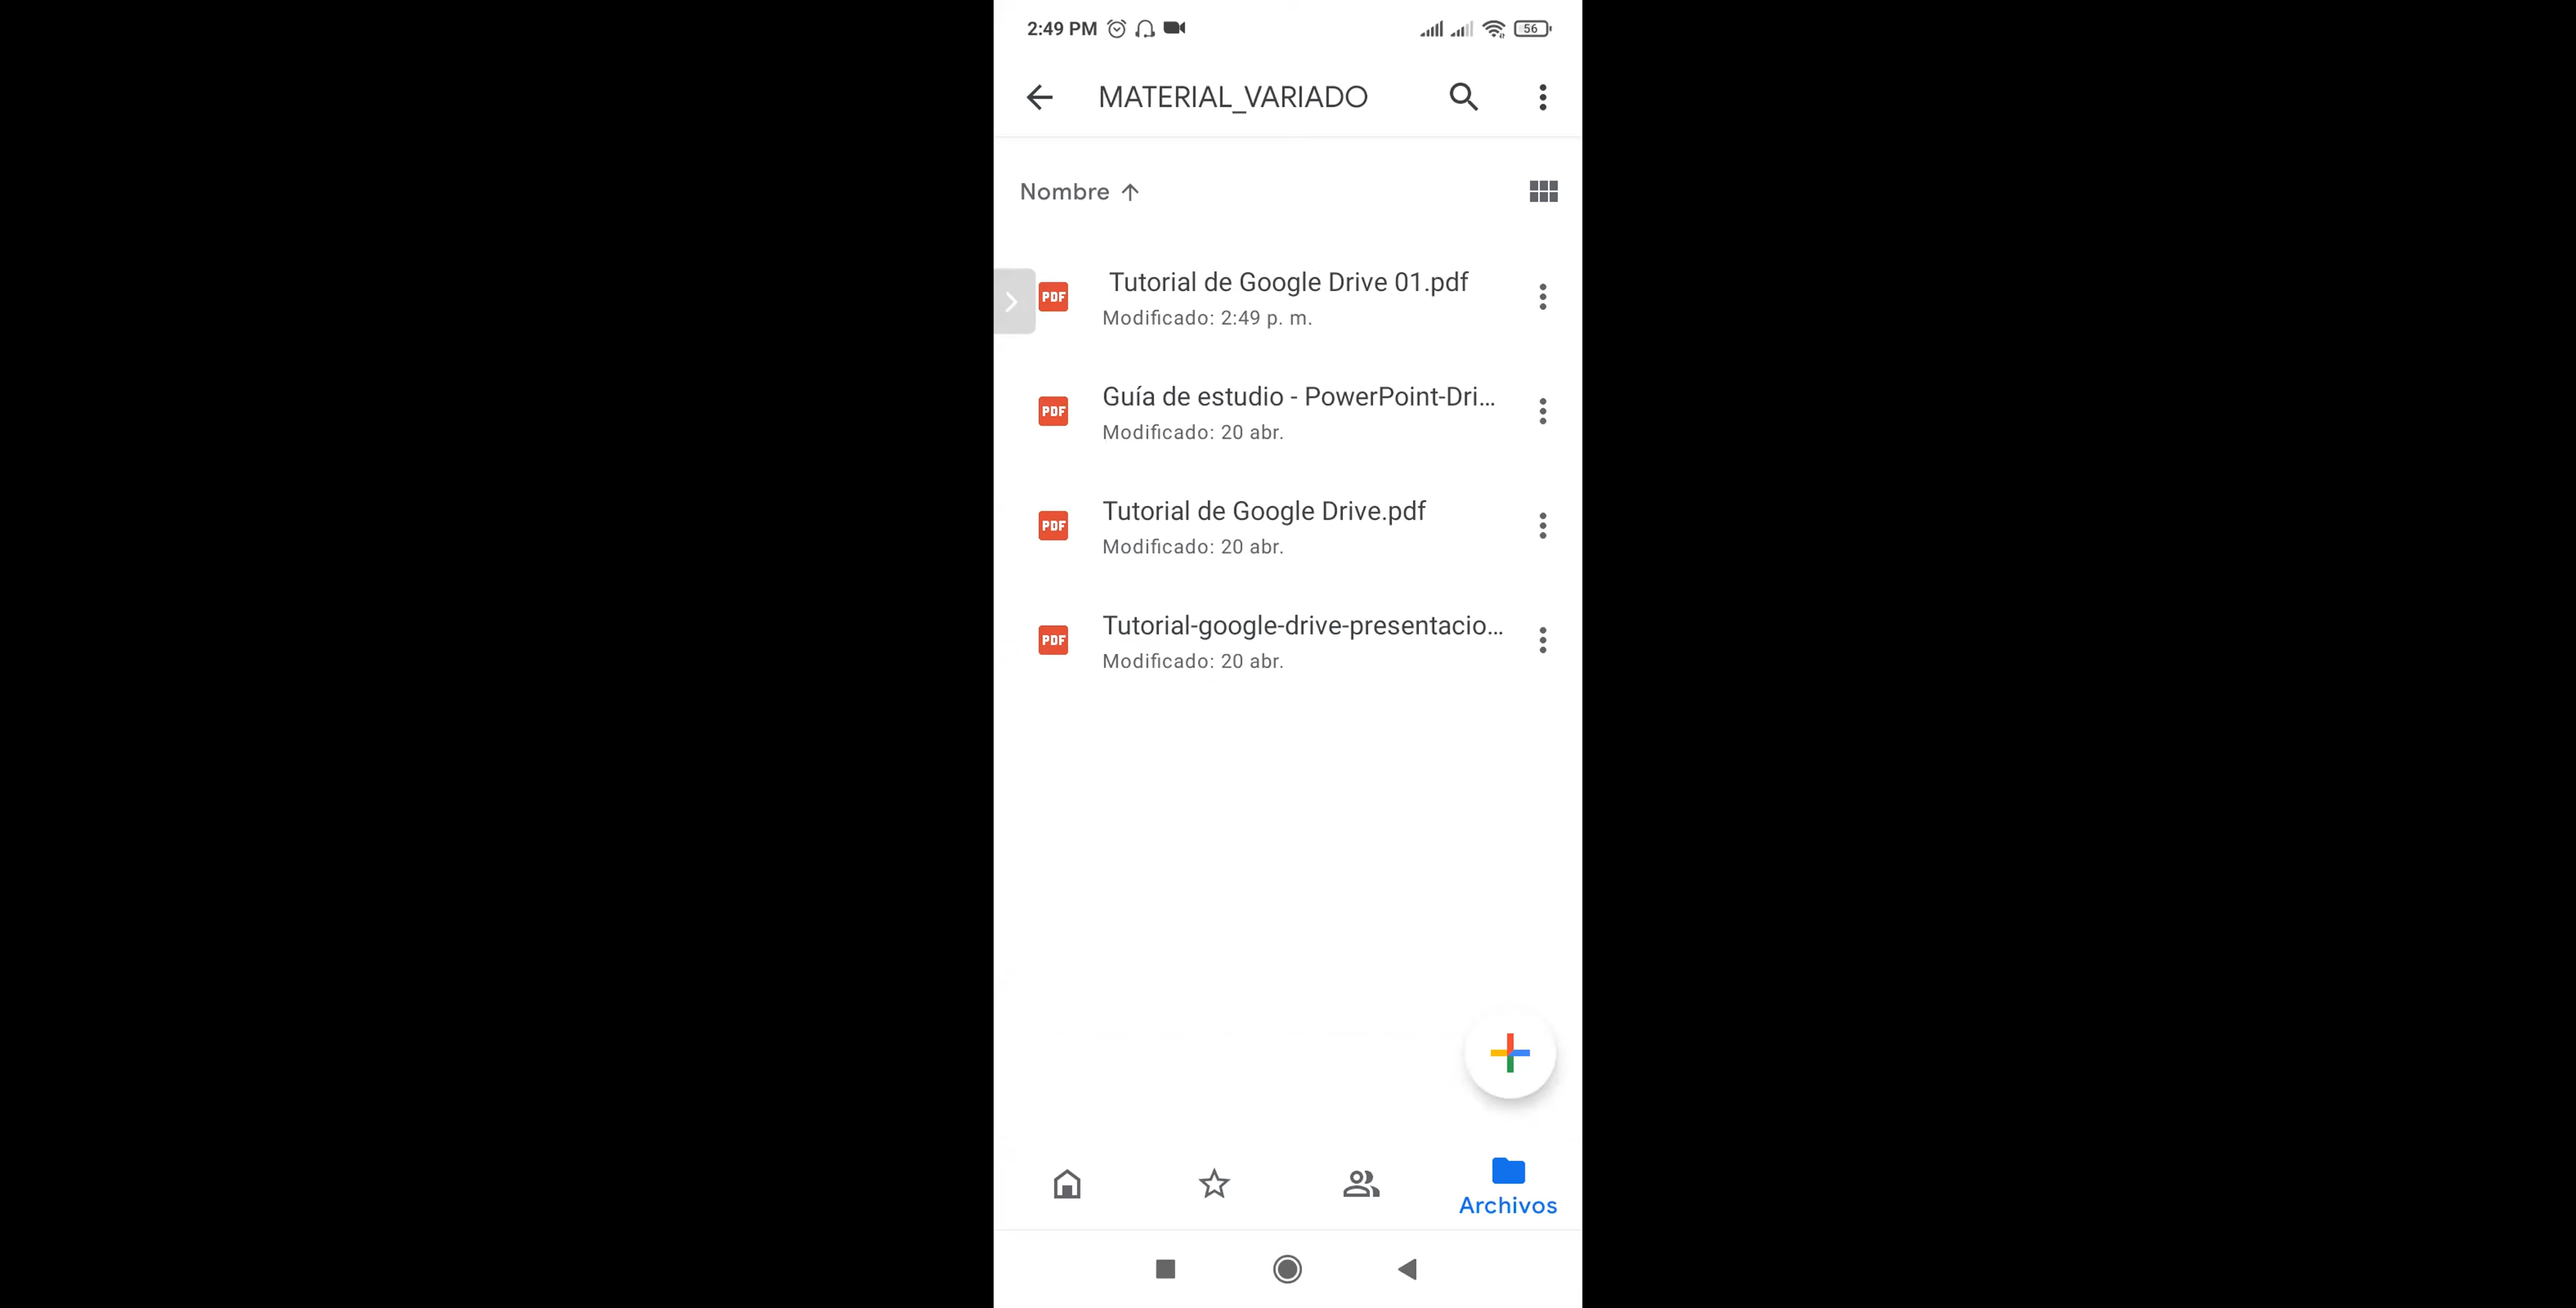 2:49 PM 56
MATERIAL_VARIADO
Nombre
PDF Tutorial de Google Drive 01.pdf
Modificado: 2:49 p. m.
PDF Guía de estudio - PowerPoint-Dri...
Modificado: 20 abr.
PDF Tutorial de Google Drive.pdf
Modificado: 20 abr.
PDF Tutorial-google-drive-presentacio...
Modificado: 20 abr.
Archivos